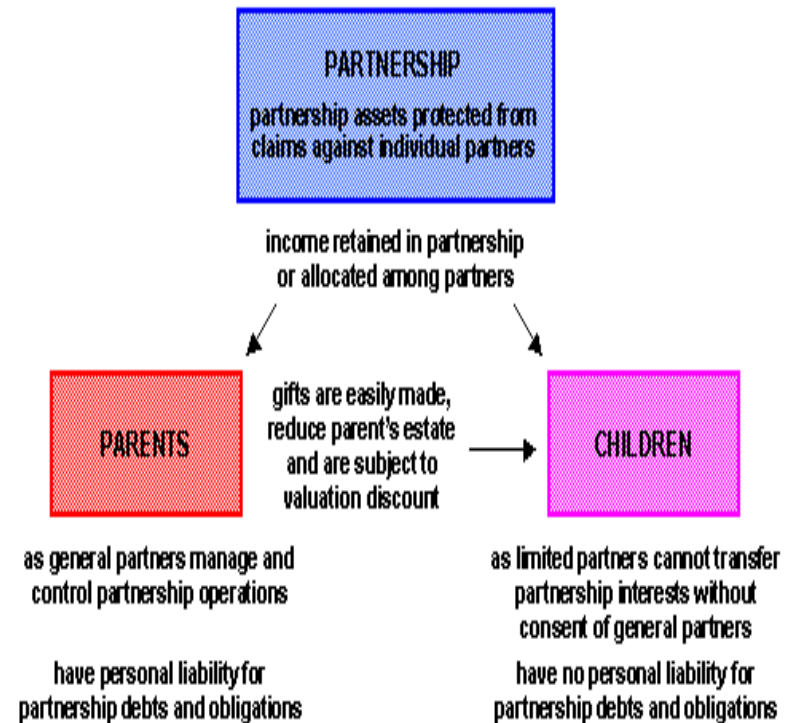 PARTNERSHIP
partnership assets protected from
claims against individual partners
income retained in partnership
or allocated among partners
gifts are easily made,
reduce parent's estate
and are subject to
valuation discount
PARENTS
CHILDREN
as general partners manage and
control partnership operations
have personal liability for
partnership debts and obligations
as limited partners cannot transfer
partnership interests without
consent of general partners
have no personal liability for
partnership debts and obligations